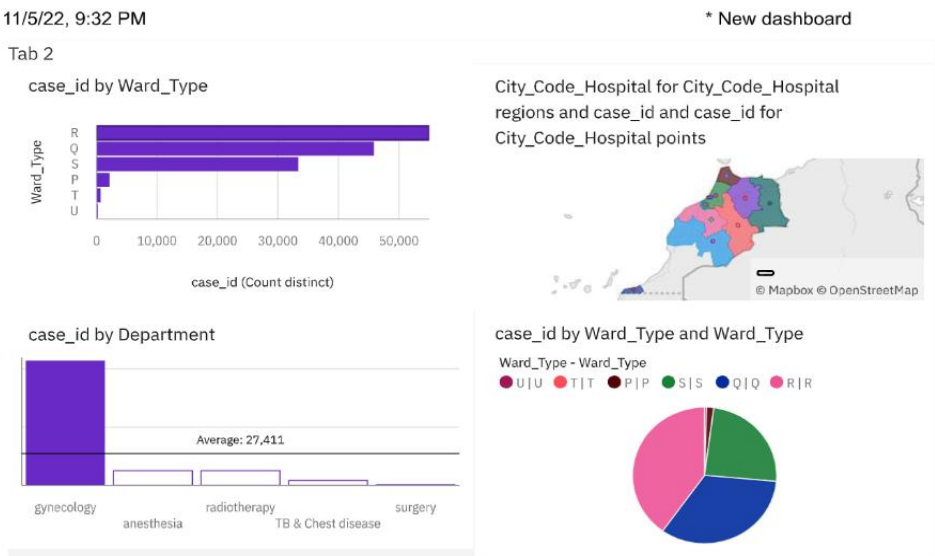 11/5/22, 9:32 PM
* New dashboard
Tab 2
case_id by Ward_Type
Ward_Type
R
Q
S
P
T
U
0 10,000 20,000 30,000 40,000 50,000
case_id (Count distinct)
City_Code_Hospital for City_Code_Hospital
regions and case_id and case_id for
City_Code_Hospital points
© Mapbox © OpenStreetMap
case_id by Department
Average: 27,411
gynecology
anesthesia
radiotherapy
TB & Chest disease
surgery
case_id by Ward_Type and Ward_Type
Ward_Type - Ward_Type
U|U T|T P|P S|S Q|Q R|R